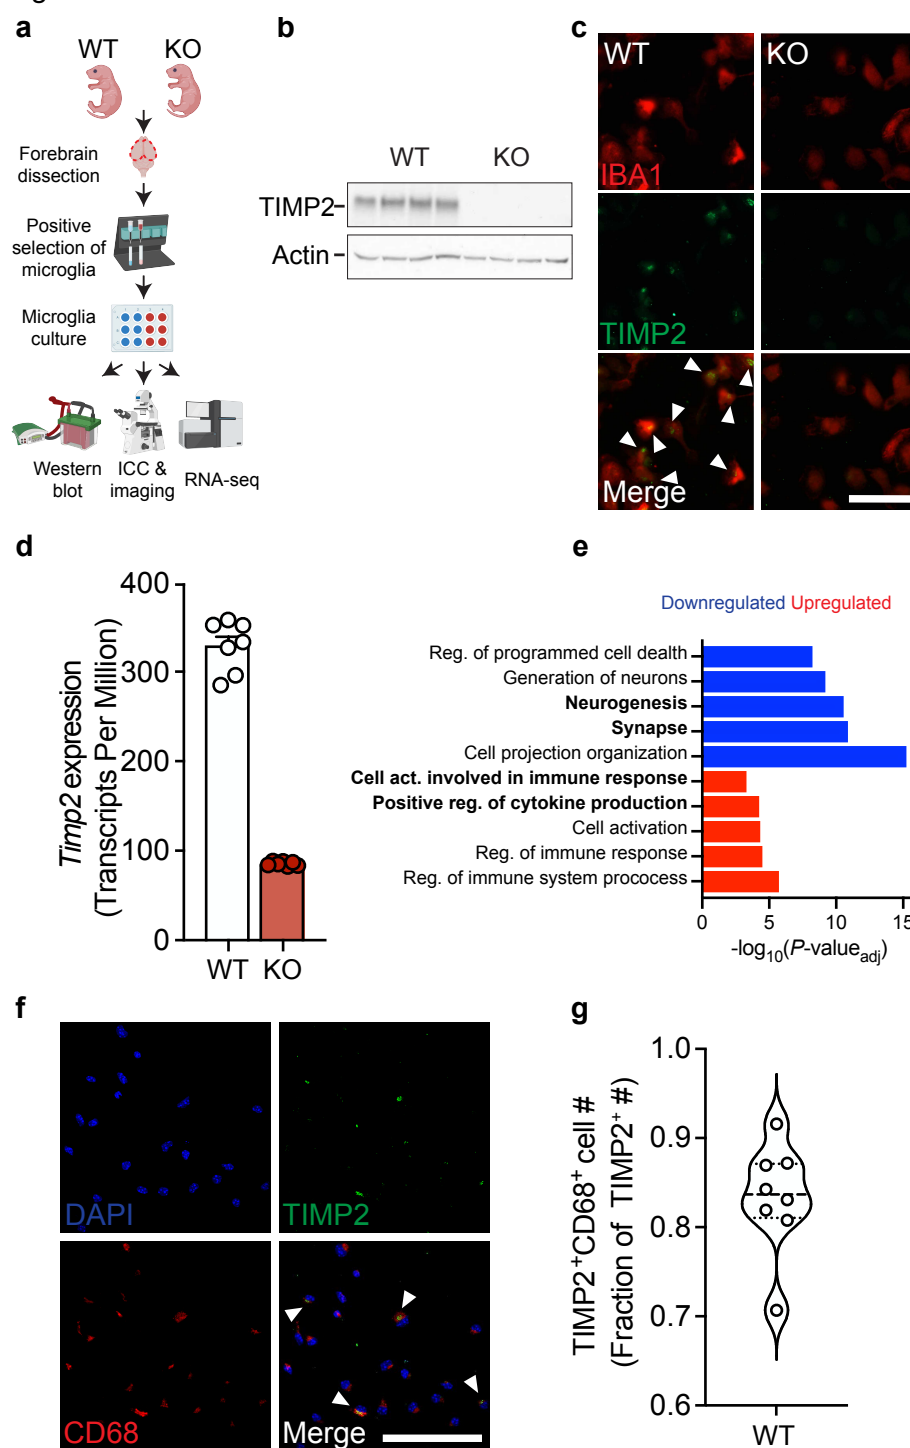 a
WT KO
Forebrain
dissection
Positive
selection of
microglia
Microglia
culture
Western
blot
ICC &
imaging
RNA-seq
b
WT KO
TIMP2
Actin
c
WT KO
IBA1
TIMP2
Merge
d
Timp2 expression
(Transcripts Per Million)
400
300
200
100
0
WT KO
e
Downregulated Upregulated
Reg. of programmed cell dealth
Generation of neurons
Neurogenesis
Synapse
Cell projection organization
Cell act. involved in immune response
Positive reg. of cytokine production
Cell activation
Reg. of immune response
Reg. of immune system prococess
0 5 10 15
-log10(P-valueadj)
f
DAPI
TIMP2
CD68
Merge
g
TIMP2+CD68+ cell #
(Fraction of TIMP2+ #)
1.0
0.9
0.8
0.7
0.6
WT